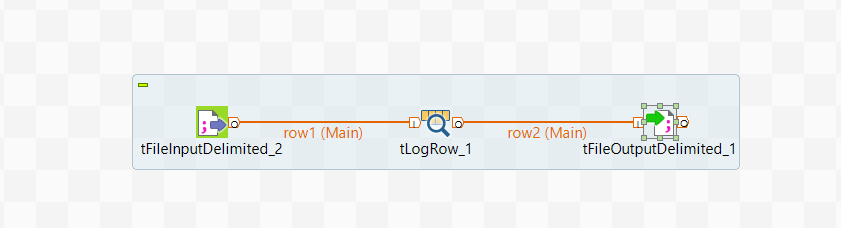 row1 (Main)
row2 (Main)
tFileInputDelimited_2
tLogRow_1
tFileOutputDelimited_1